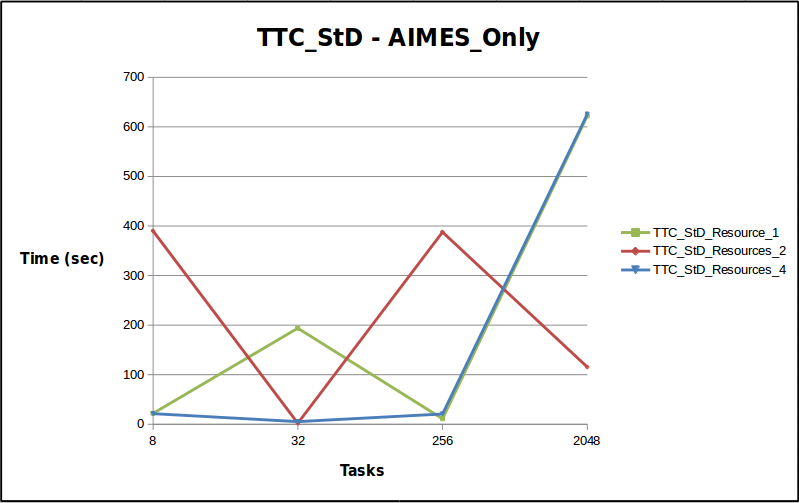 TTC_StD - AIMES_Only
700
600
500
400
300
200
100
0
Time (sec)
8 32 256 2048
Tasks
TTC_StD_Resource_1
TTC_StD_Resources_2
TTC_StD_Resources_4